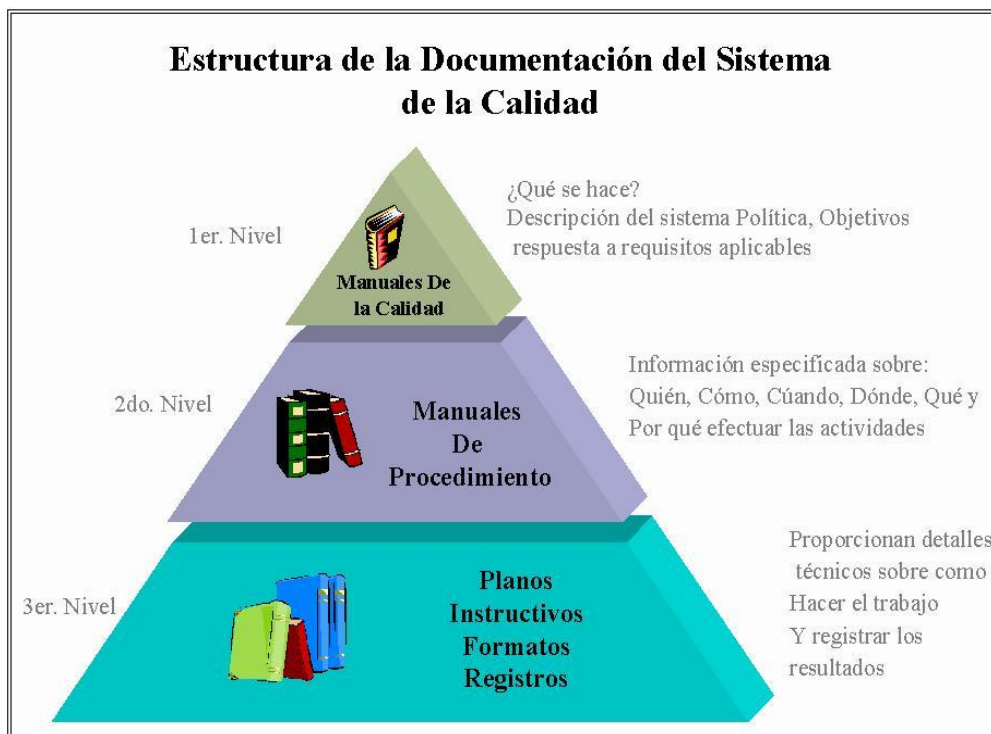 Estructura de la Documentación del Sistema
de la Calidad
1er. Nivel
Manuales De
la Calidad
¿Qué se hace?
Descripción del sistema Política, Objetivos
respuesta a requisitos aplicables
2do. Nivel
Manuales
De
Procedimiento
Información especificada sobre:
Quién, Cómo, Cúando, Dónde, Qué y
Por qué efectuar las actividades
3er. Nivel
Planos
Instructivos
Formatos
Registros
Proporcionan detalles
técnicos sobre como
Hacer el trabajo
Y registrar los
resultados